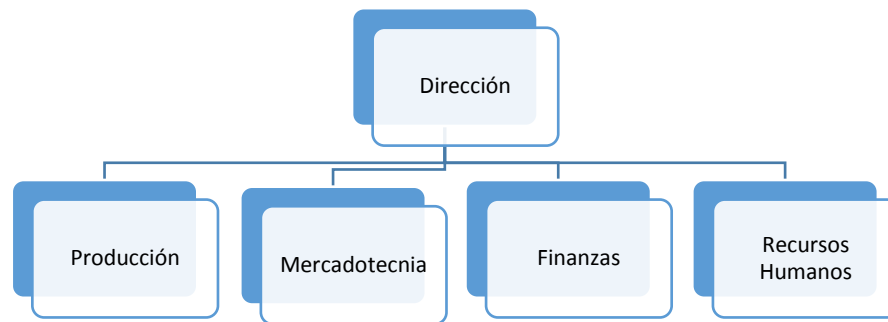 Dirección
Producción
Mercadotecnia
Finanzas
Recursos
Humanos